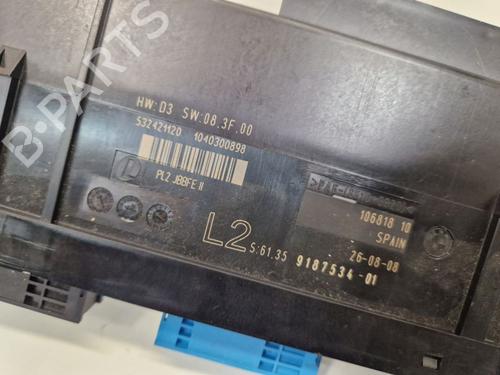 B-PARTS
HW:D3 SW:08.3F.00
532421120 1040300898
PL2 JBBFE II
L2
S:61.35 9187534-01
106818 10
SPAIN
26-08-08